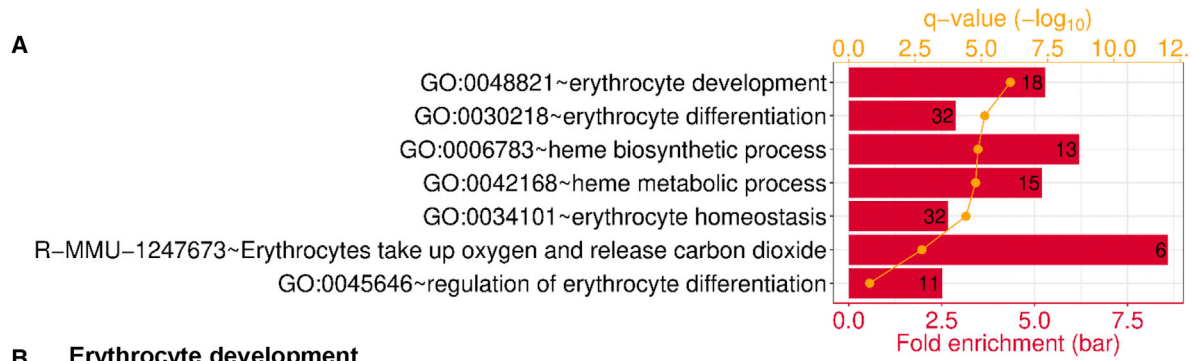 A
q-value (-log10)
0.0 2.5 5.0 7.5 10.0 12.
GO:0048821~erythrocyte development 18
GO:0030218~erythrocyte differentiation 32
GO:0006783~heme biosynthetic process 13
GO:0042168~heme metabolic process 15
GO:0034101~erythrocyte homeostasis 32
R-MMU-1247673~Erythrocytes take up oxygen and release carbon dioxide 6
GO:0045646~regulation of erythrocyte differentiation 11
0.0 2.5 5.0 7.5
Fold enrichment (bar)
B Erythrocyte development